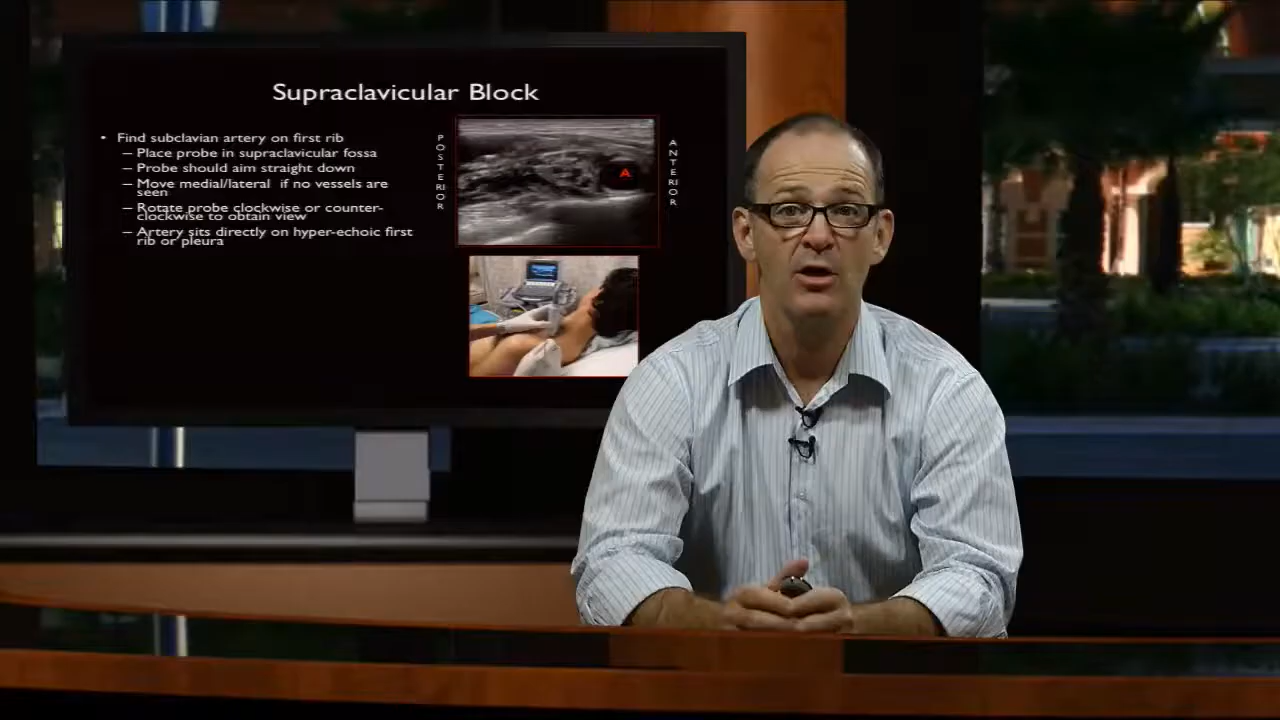 Supraclavicular Block
• Find subclavian artery on first rib
– Place probe in supraclavicular fossa
– Probe should aim straight down
– Move medial/lateral if no vessels are
seen
– Rotate probe clockwise or counter-
clockwise to obtain view
– Artery sits directly on hyper-echoic first
rib or pleura
POSTERIOR
A
ANTERIOR